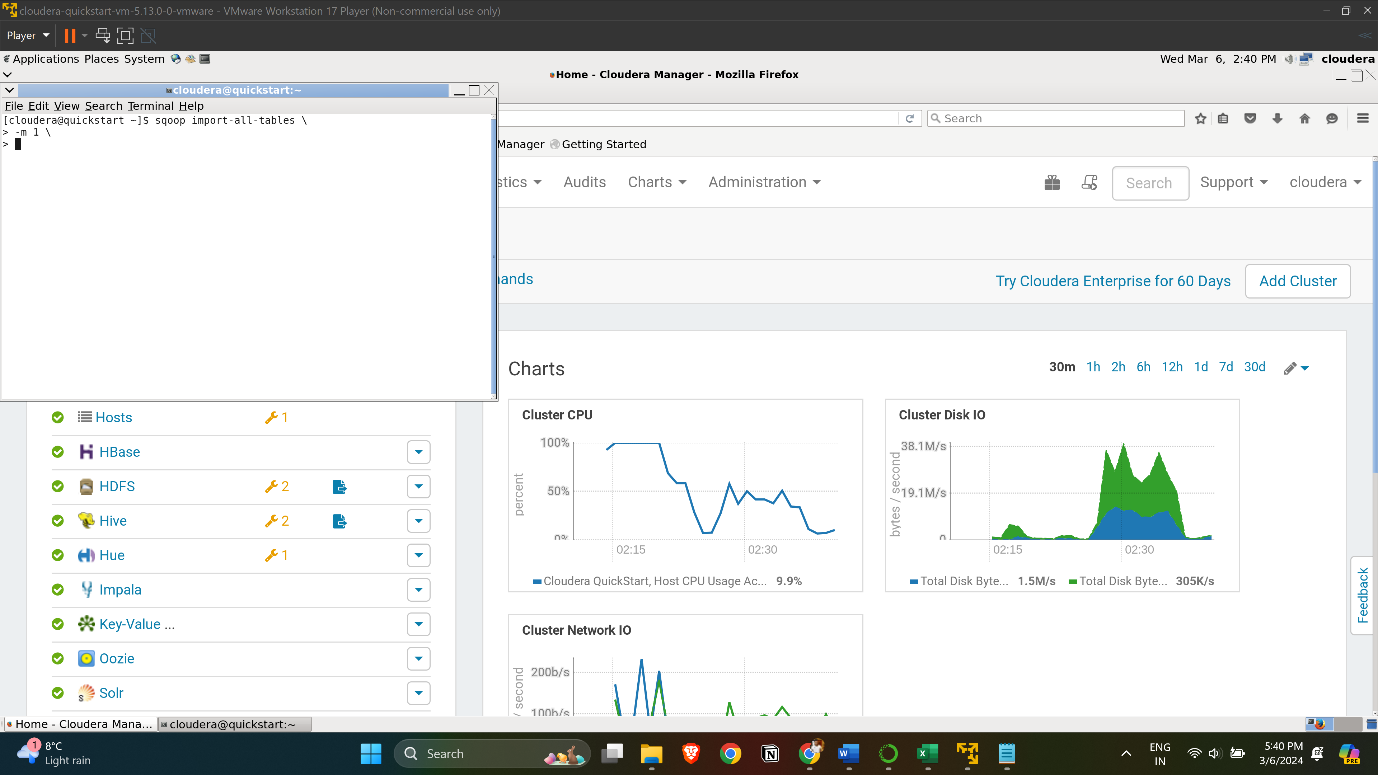 cloudera-quickstart-vm-5.13.0-0-vmware - VMware Workstation 17 Player (Non-commercial use only)
Player
Applications Places System
Wed Mar 6, 2:40 PM cloudera
Home - Cloudera Manager - Mozilla Firefox
cloudera@quickstart:~
File Edit View Search Terminal Help
[cloudera@quickstart ~]$ sqoop import-all-tables \
> -m 1 \
>
Search
Manager Getting Started
stics Audits Charts Administration Search Support cloudera
Try Cloudera Enterprise for 60 Days Add Cluster
Charts
30m 1h 2h 6h 12h 1d 7d 30d
Hosts 1
HBase
HDFS 2
Hive 2
Hue 1
Impala
Key-Value ...
Oozie
Solr
Cluster CPU
percent
100%
50%
0%
02:15 02:30
Cloudera QuickStart, Host CPU Usage Ac... 9.9%
Cluster Disk IO
bytes / second
38.1M/s
19.1M/s
0
02:15 02:30
Total Disk Byte... 1.5M/s Total Disk Byte... 305K/s
Cluster Network IO
/ second
200b/s
100b/s
Feedback
Home - Cloudera Mana... cloudera@quickstart:~
1
8°C
Light rain
Search
ENG
IN
5:40 PM
3/6/2024
PRE